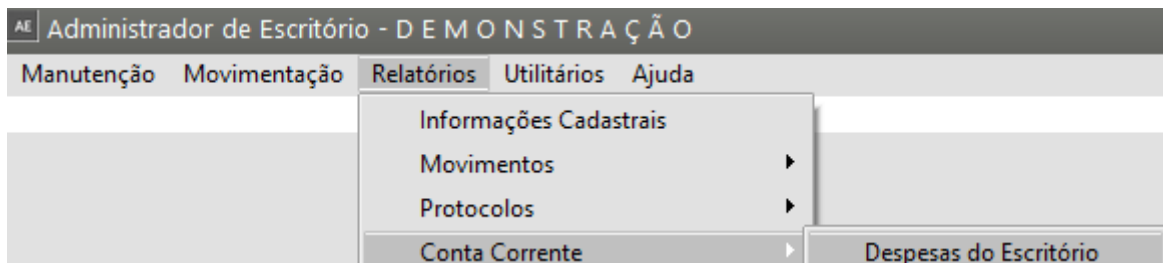 AE Administrador de Escritório - D E M O N S T R A Ç Ã O
Manutenção Movimentação Relatórios Utilitários Ajuda
Informações Cadastrais
Movimentos
Protocolos
Conta Corrente Despesas do Escritório